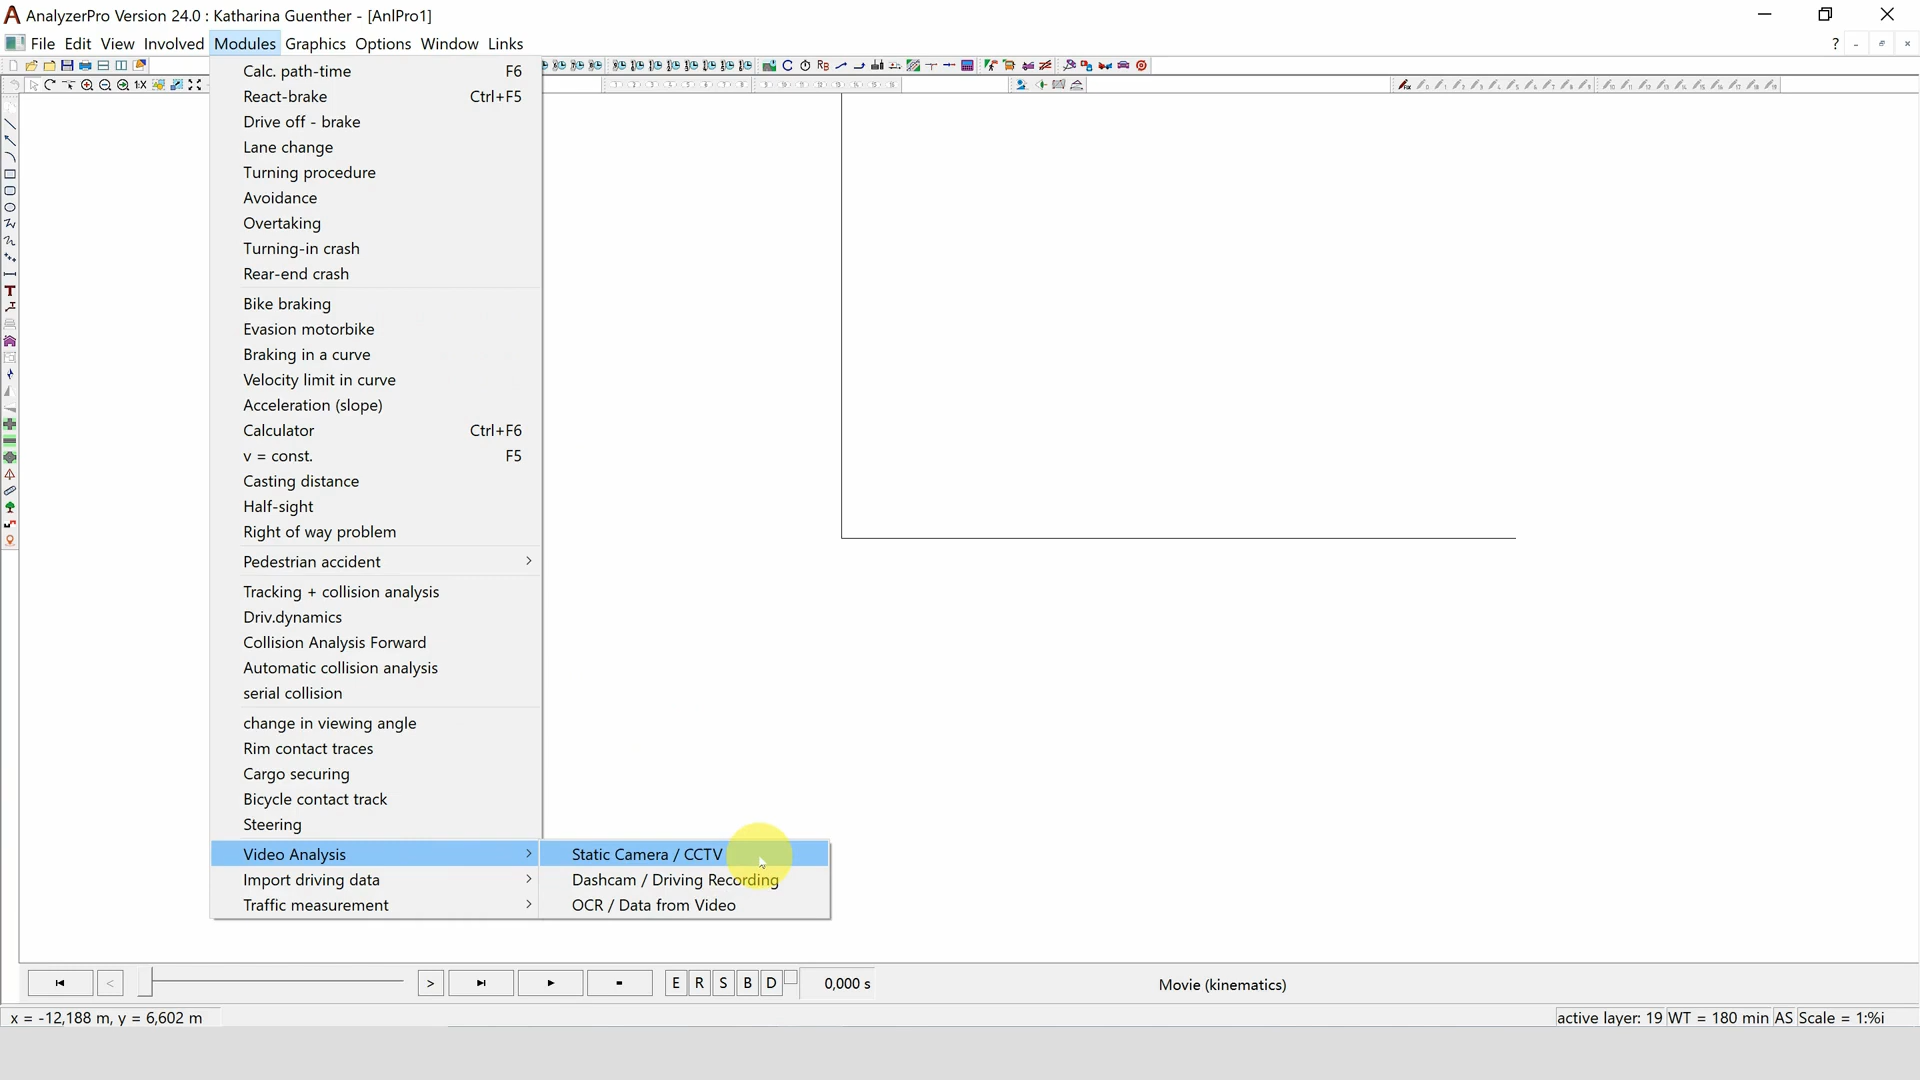 AnalyzerPro Version 24.0 : Katharina Guenther - [AnlPro1]
File Edit View Involved Modules Graphics Options Window Links ?
Calc. path-time F6
React-brake Ctrl+F5
Drive off - brake
Lane change
Turning procedure
Avoidance
Overtaking
Turning-in crash
Rear-end crash
Bike braking
Evasion motorbike
Braking in a curve
Velocity limit in curve
Acceleration (slope)
Calculator Ctrl+F6
v = const. F5
Casting distance
Half-sight
Right of way problem
Pedestrian accident >
Tracking + collision analysis
Driv.dynamics
Collision Analysis Forward
Automatic collision analysis
serial collision
change in viewing angle
Rim contact traces
Cargo securing
Bicycle contact track
Steering
Video Analysis > Static Camera / CCTV
Import driving data > Dashcam / Driving Recording
Traffic measurement > OCR / Data from Video
< > E R S B D 0,000 s Movie (kinematics)
x = -12,188 m, y = 6,602 m active layer: 19 WT = 180 min AS Scale = 1:%i